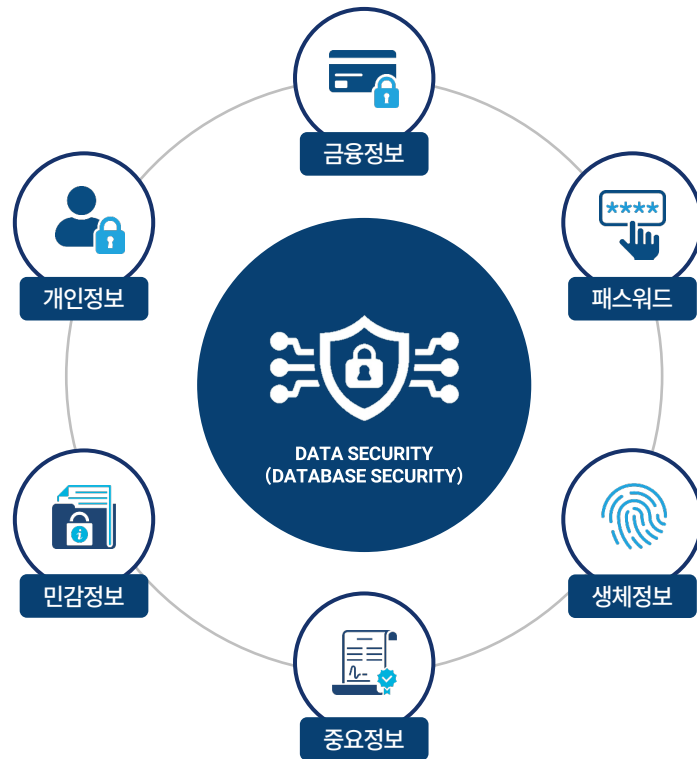 금융정보
개인정보
****
패스워드
DATA SECURITY
(DATABASE SECURITY)
민감정보
생체정보
중요정보